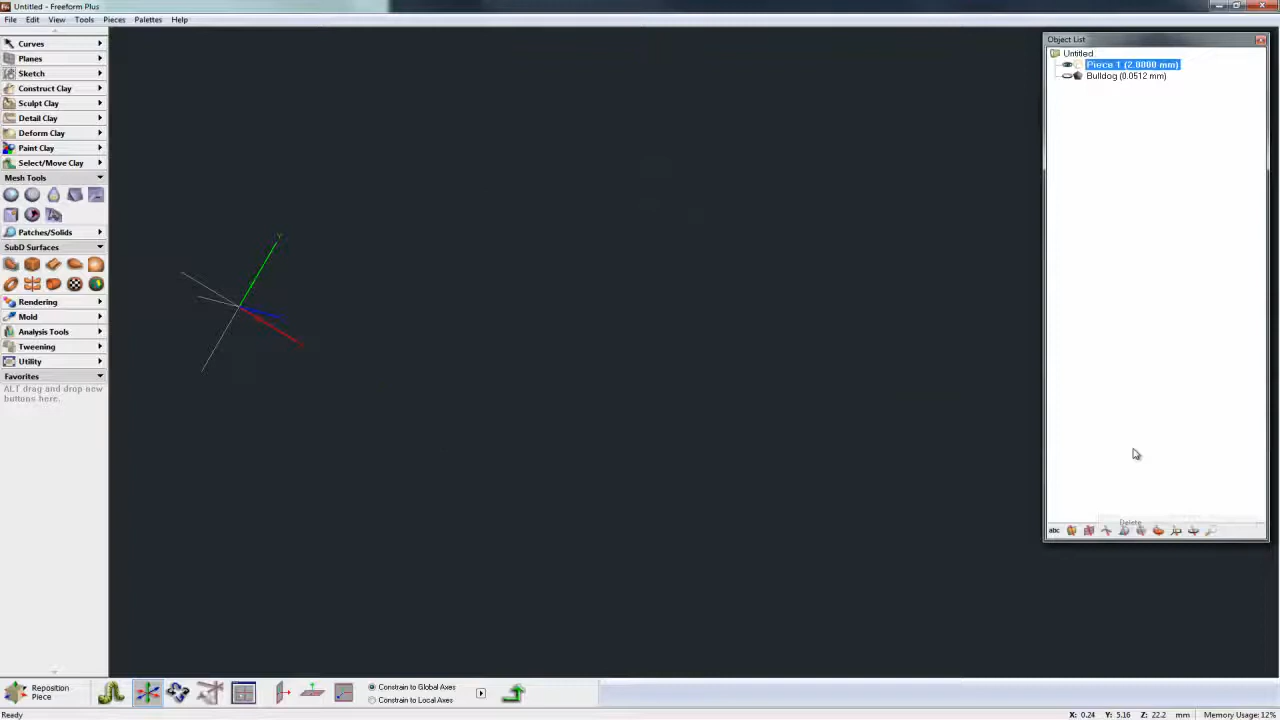 Untitled - Freeform Plus
File Edit View Tools Pieces Palettes Help
Curves
Planes
Sketch
Construct Clay
Sculpt Clay
Detail Clay
Deform Clay
Paint Clay
Select/Move Clay
Mesh Tools
Patches/Solids
SubD Surfaces
Rendering
Mold
Analysis Tools
Tweening
Utility
Favorites
ALT drag and drop new
buttons here.
Y
Object List
Untitled
Piece 1 (2.0000 mm)
Bulldog (0.0512 mm)
Delete
abc
Reposition
Piece
Constrain to Global Axes
Constrain to Local Axes
Ready
X: 0.24 Y: 5.16 Z: 22.2 mm Memory Usage: 12%